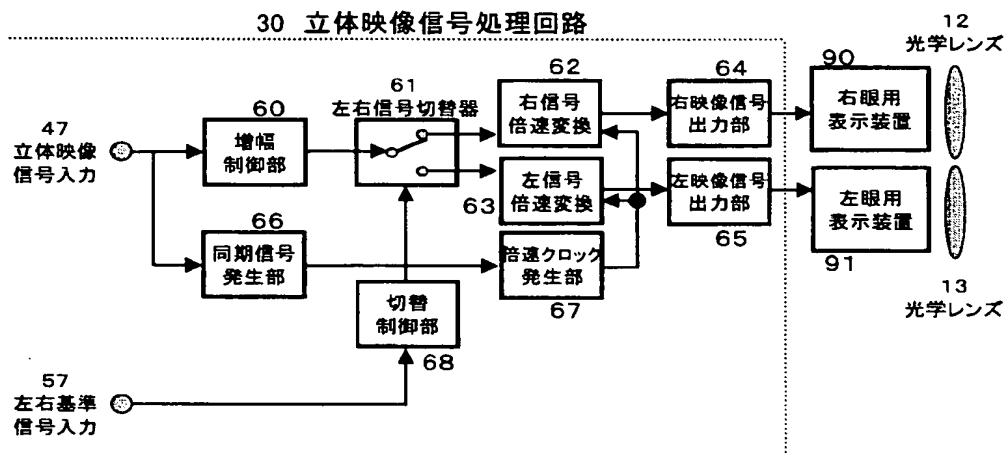 30 立体映像信号処理回路
12
光学レンズ
47
立体映像
信号入力
60
増幅
制御部
61
左右信号切替器
62
右信号
倍速変換
64
右映像信号
出力部
90
右眼用
表示装置
63
左信号
倍速変換
左映像信号
出力部
65
左眼用
表示装置
91
66
同期信号
発生部
倍速クロック
発生部
67
切替
制御部
68
13
光学レンズ
57
左右基準
信号入力